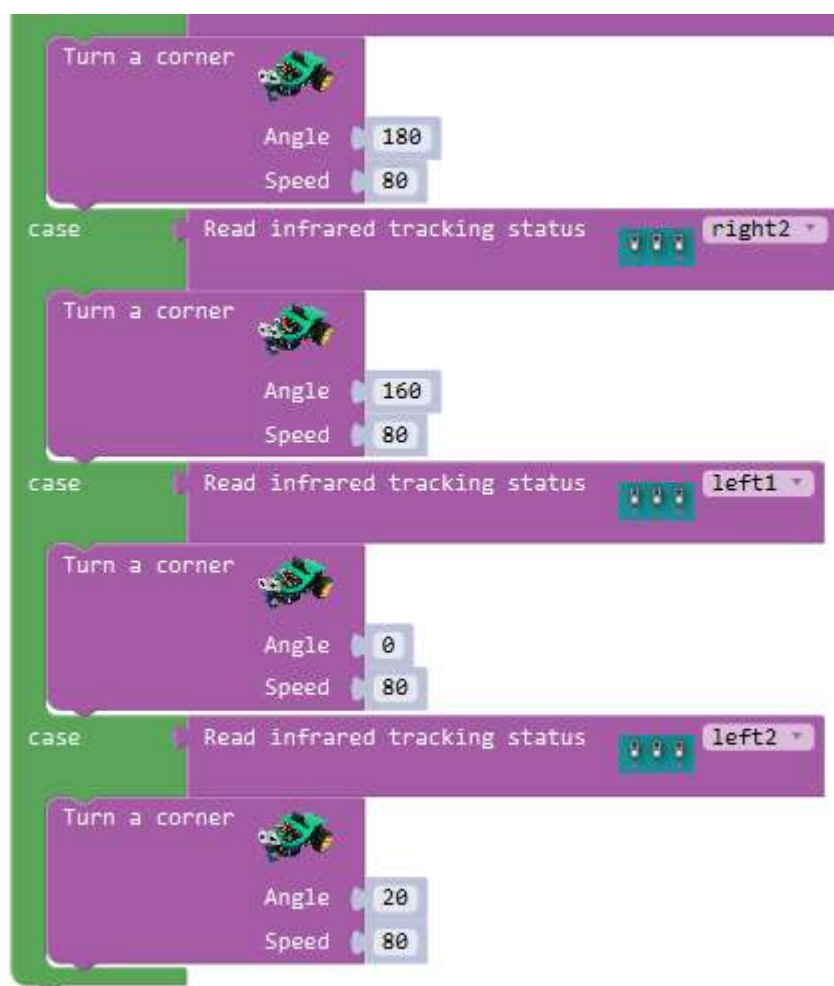 Turn a corner
Angle 180
Speed 80
case Read infrared tracking status right2
Turn a corner
Angle 160
Speed 80
case Read infrared tracking status left1
Turn a corner
Angle 0
Speed 80
case Read infrared tracking status left2
Turn a corner
Angle 20
Speed 80